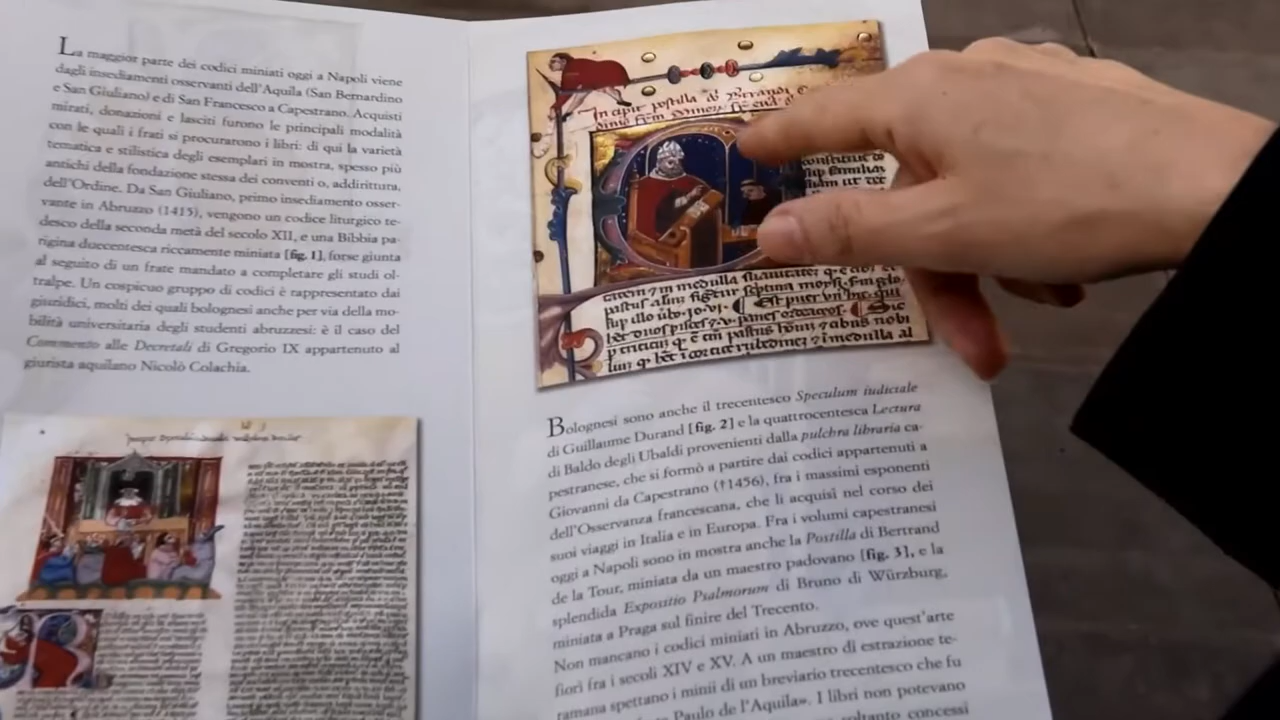 La maggior parte dei codici miniati oggi a Napoli viene
dagli insediamenti osservanti dell'Aquila (San Bernardino
e San Giuliano) e di San Francesco a Capestrano. Acquisti
mirati, donazioni e lasciti furono le principali modalità
con le quali i frati si procurarono i libri: di qui la varietà
tematica e stilistica degli esemplari in mostra, spesso più
antichi della fondazione stessa dei conventi o, addirittura,
dell'Ordine. Da San Giuliano, primo insediamento osser-
vante in Abruzzo (1415), vengono un codice liturgico te-
desco della seconda metà del secolo XII, e una Bibbia pa-
rigina duecentesca riccamente miniata [fig. 1], forse giunta
al seguito di un frate mandato a completare gli studi ol-
tralpe. Un cospicuo gruppo di codici è rappresentato dai
giuridici, molti dei quali bolognesi anche per via della mo-
bilità universitaria degli studenti abruzzesi: è il caso del
Commento alle Decretali di Gregorio IX appartenuto al
giurista aquilano Nicolò Colachia.
Bolognesi sono anche il trecentesco Speculum iudiciale
di Guillaume Durand [fig. 2] e la quattrocentesca Lectura
di Baldo degli Ubaldi provenienti dalla pulchra libraria ca-
pestranese, che si formò a partire dai codici appartenuti a
Giovanni da Capestrano (†1456), fra i massimi esponenti
dell'Osservanza francescana, che li acquisì nel corso dei
suoi viaggi in Italia e in Europa. Fra i volumi capestranesi
oggi a Napoli sono in mostra anche la Postilla di Bertrand
de la Tour, miniata da un maestro padovano [fig. 3], e la
splendida Expositio Psalmorum di Bruno di Würzburg,
miniata a Praga sul finire del Trecento.
Non mancano i codici miniati in Abruzzo, ove quest'arte
fiorì fra i secoli XIV e XV. A un maestro di estrazione te-
ramana spettano i minii di un breviario trecentesco che fu
Paulo de l'Aquila». I libri non potevano
soltanto concessi